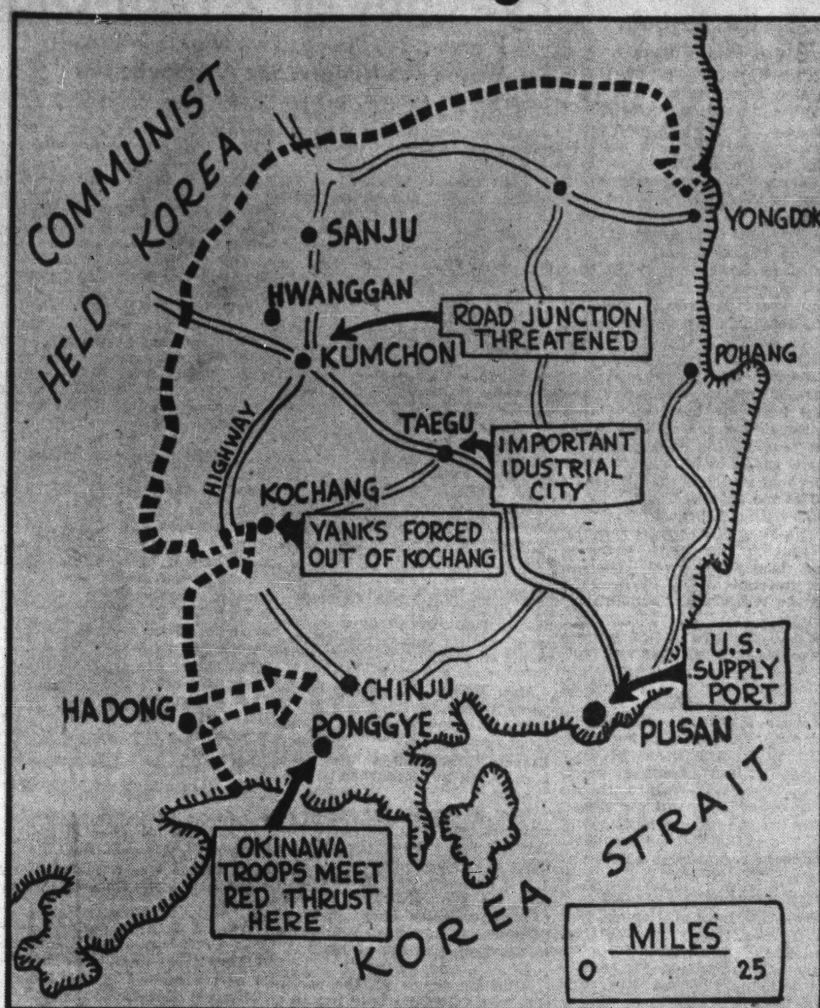 COMMUNIST
HELD KOREA
SANJU
YONGDOK
HWANGGAN
ROAD JUNCTION
THREATENED
KUMCHON
POHANG
HIGHWAY
TAEGU
IMPORTANT
IDUSTRIAL
CITY
KOCHANG
YANKS FORCED
OUT OF KOCHANG
U.S.
SUPPLY
PORT
CHINJU
HADONG
PONGGYE
PUSAN
OKINAWA
TROOPS MEET
RED THRUST
HERE
KOREA STRAIT
MILES
0 25